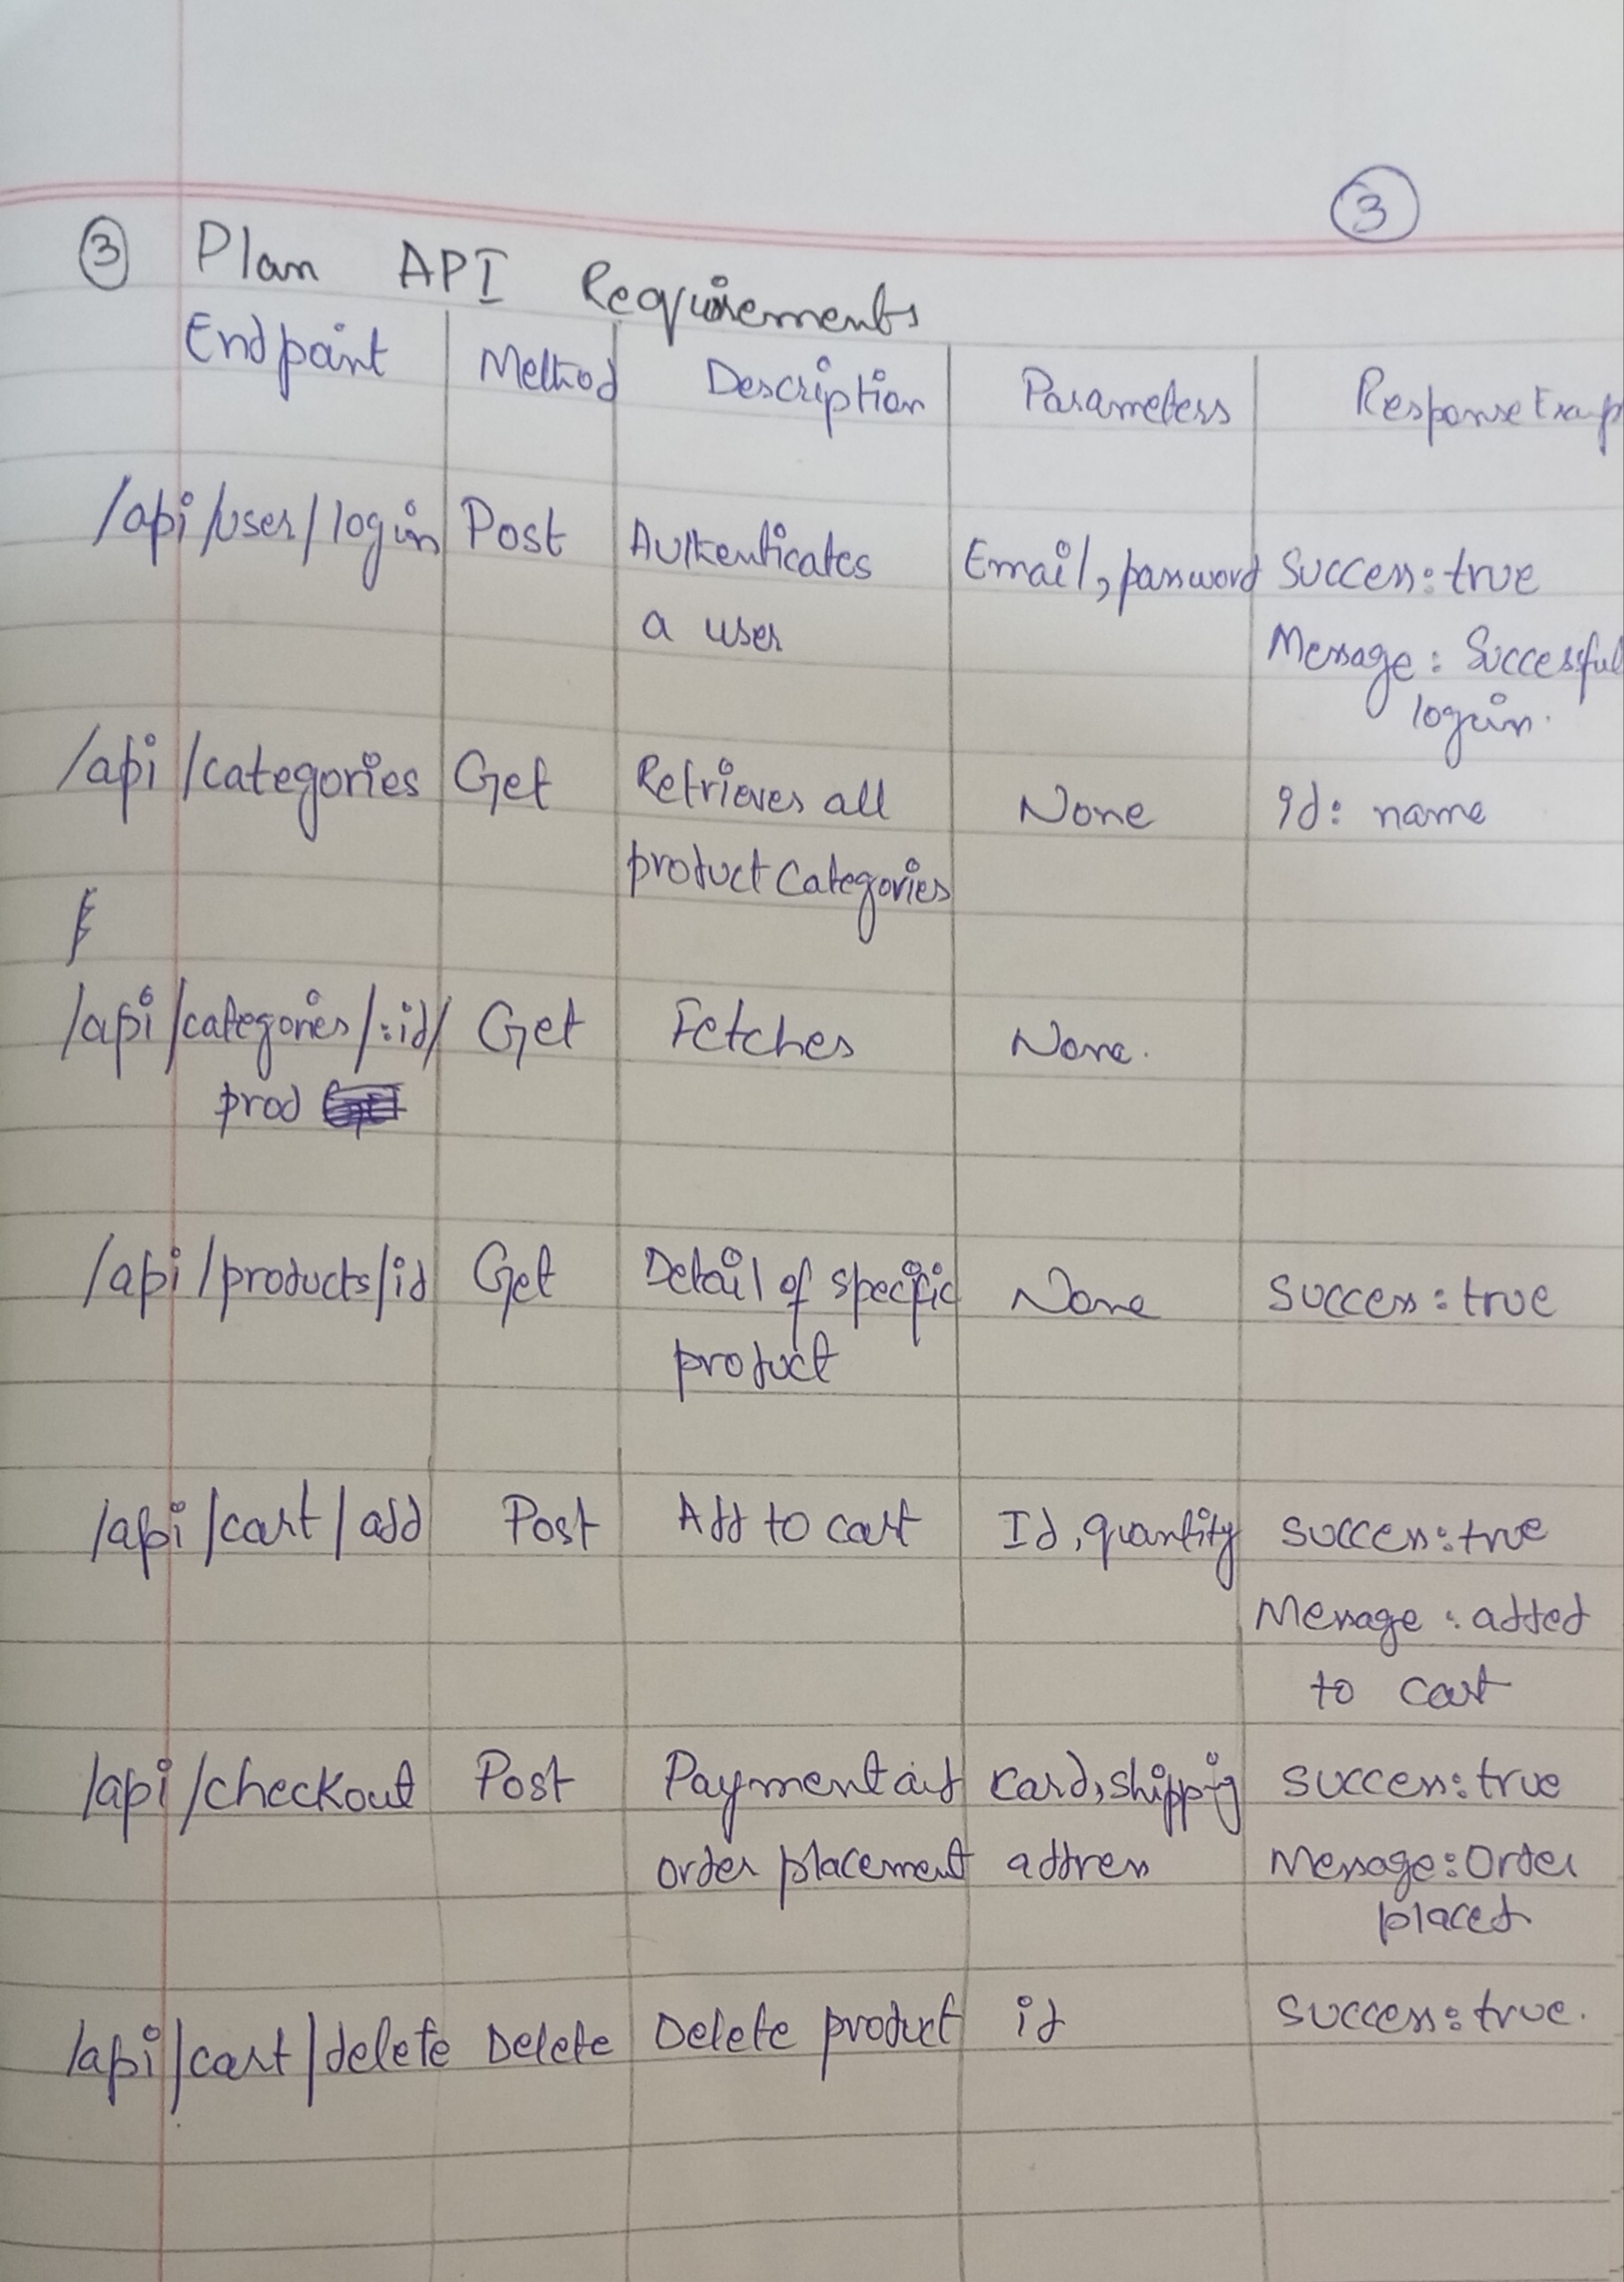 3
3 Plan API Requirements
Endpoint Method Description Parameters Response Examp
/api/user/login Post Authenticates Email, password Success: true
a user Message: Successful
login.
/api/categories Get Retrieves all None Id: name
product Categories
/api/categories/:id/ Get Fetches None.
prod
/api/products/id Get Detail of specific None Success: true
product
/api/cart/add Post Add to cart Id, quantity Success: true
Message: added
to cart
/api/checkout Post Payment and Card, shipping Success: true
order placement address Message: Order
placed
/api/cart/delete Delete Delete product id Success: true.